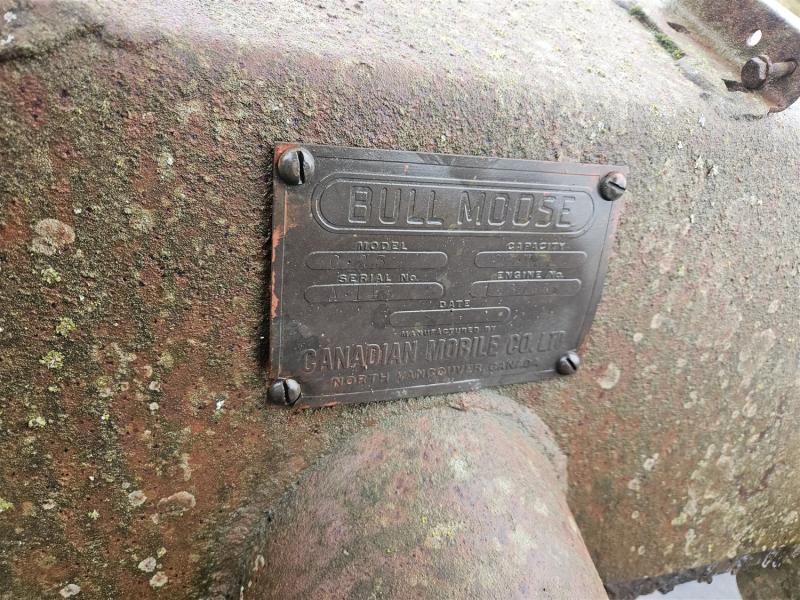 BULL MOOSE
MODEL CAPACITY
SERIAL No. ENGINE No.
DATE
MANUFACTURED BY
CANADIAN MOBILE CO. LTD.
NORTH VANCOUVER CANADA